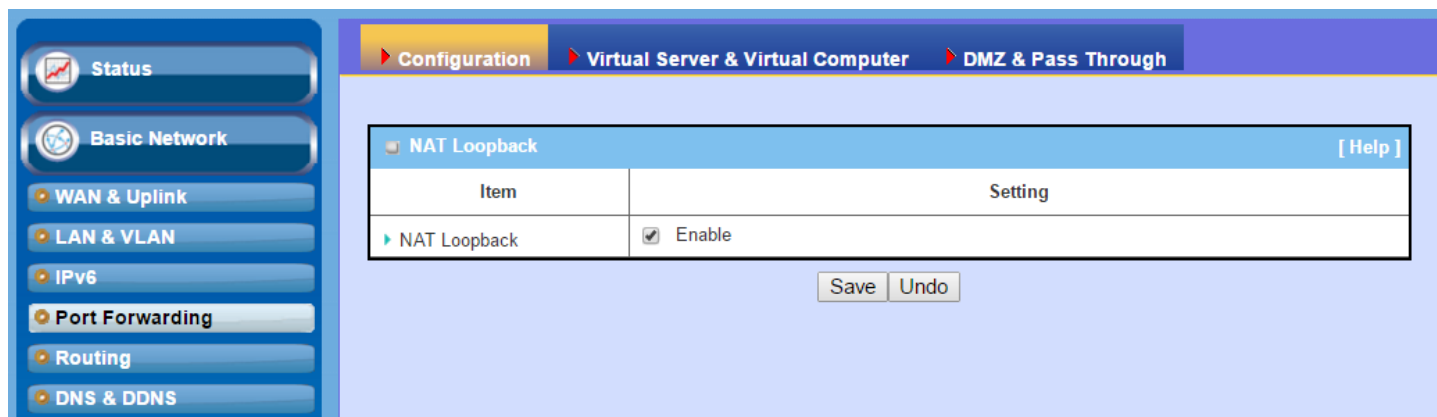 Status
Basic Network
WAN & Uplink
LAN & VLAN
IPv6
Port Forwarding
Routing
DNS & DDNS
Configuration Virtual Server & Virtual Computer DMZ & Pass Through
NAT Loopback [ Help ]
Item Setting
NAT Loopback Enable
Save Undo